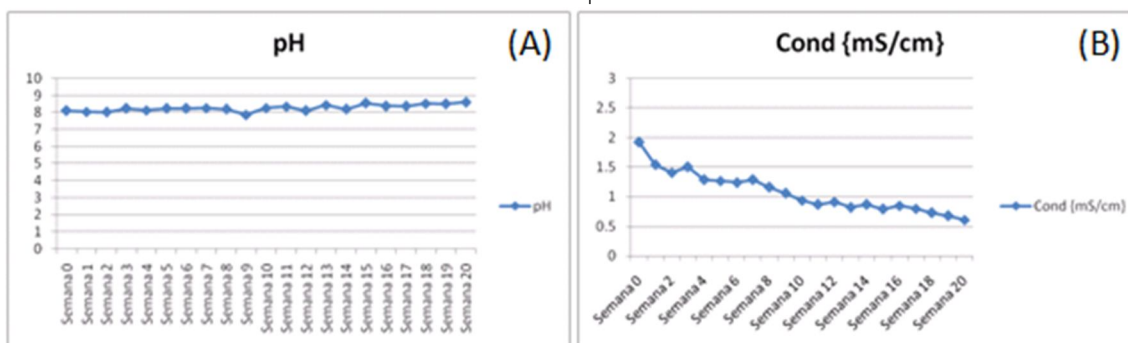 pH
(A)
10
9
8
7
6
5
4
3
2
1
0
Semana 0
Semana 1
Semana 2
Semana 3
Semana 4
Semana 5
Semana 6
Semana 7
Semana 8
Semana 9
Semana 10
Semana 11
Semana 12
Semana 13
Semana 14
Semana 15
Semana 16
Semana 17
Semana 18
Semana 19
Semana 20
pH
Cond {mS/cm}
(B)
3
2.5
2
1.5
1
0.5
0
Semana 0
Semana 2
Semana 4
Semana 6
Semana 8
Semana 10
Semana 12
Semana 14
Semana 16
Semana 18
Semana 20
Cond {mS/cm}